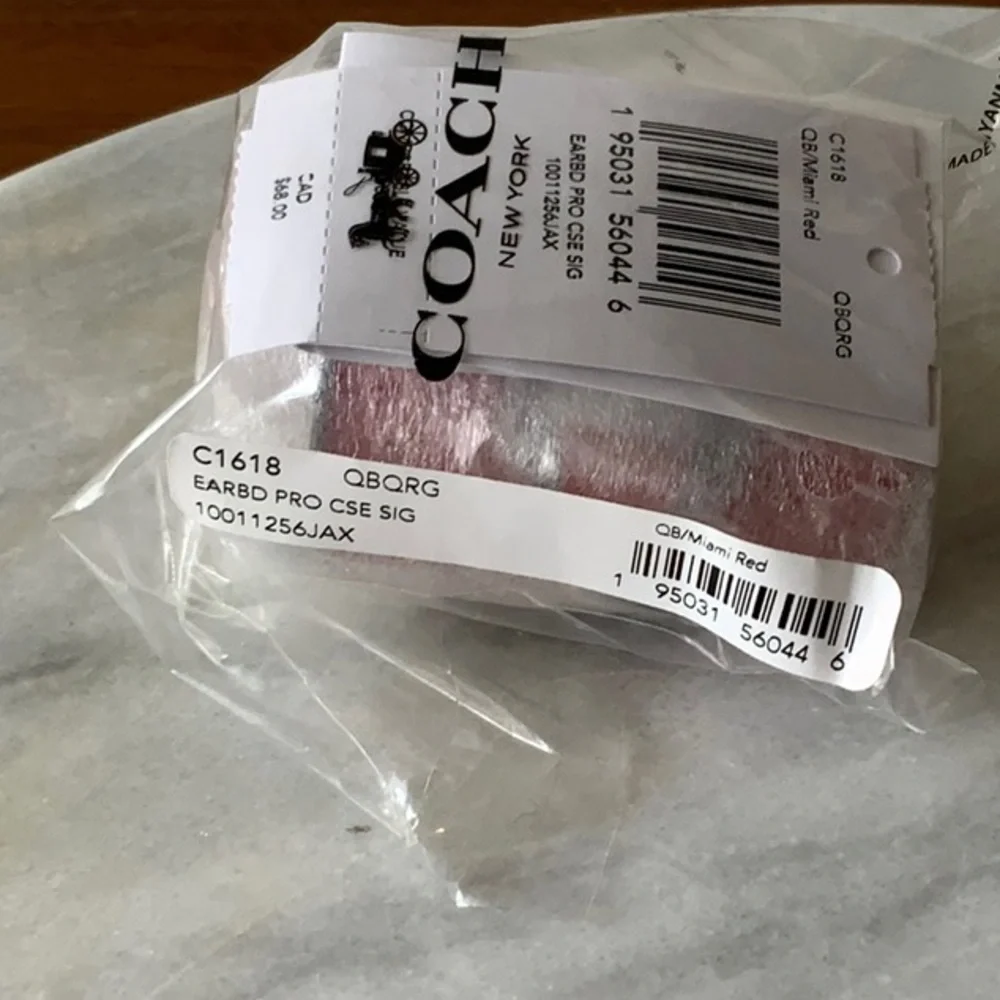 COACH
NEW YORK
EARBD PRO CSE SIG
10011256JAX
1 95031 56044 6
C1618
QB/Miami Red
QBQRG
CAD
$68.00
C1618 QBQRG
EARBD PRO CSE SIG
10011256JAX
QB/Miami Red
1 95031 56044 6
MADE